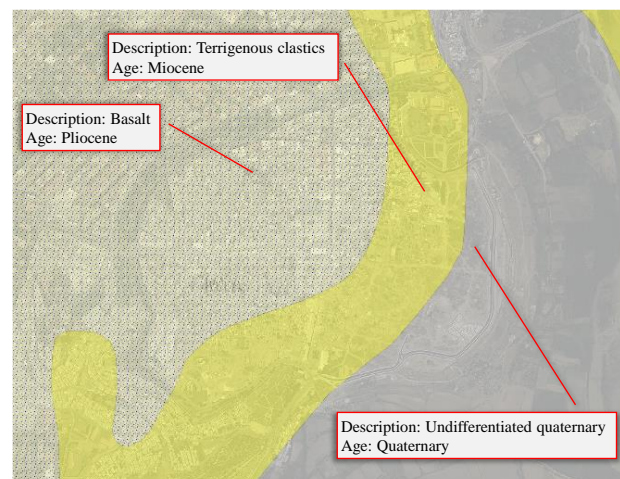 Description: Terrigenous clastics
Age: Miocene
Description: Basalt
Age: Pliocene
Description: Undifferentiated quaternary
Age: Quaternary